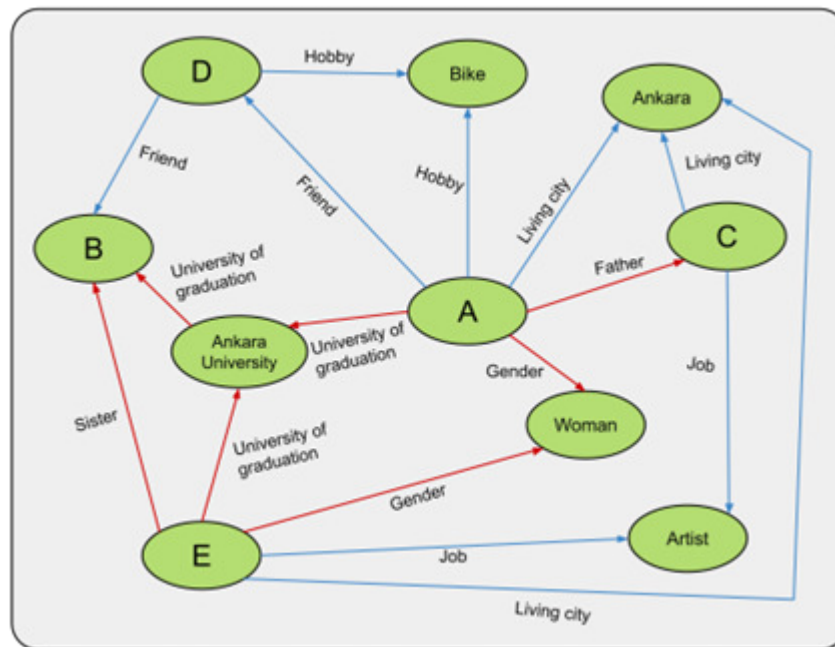 Hobby
D
Bike
Ankara
Friend
Friend
Hobby
Living city
Living city
B
C
University of
graduation
Father
A
Ankara
University
University of
graduation
Gender
Job
Sister
Woman
University of
graduation
Gender
E
Job
Artist
Living city